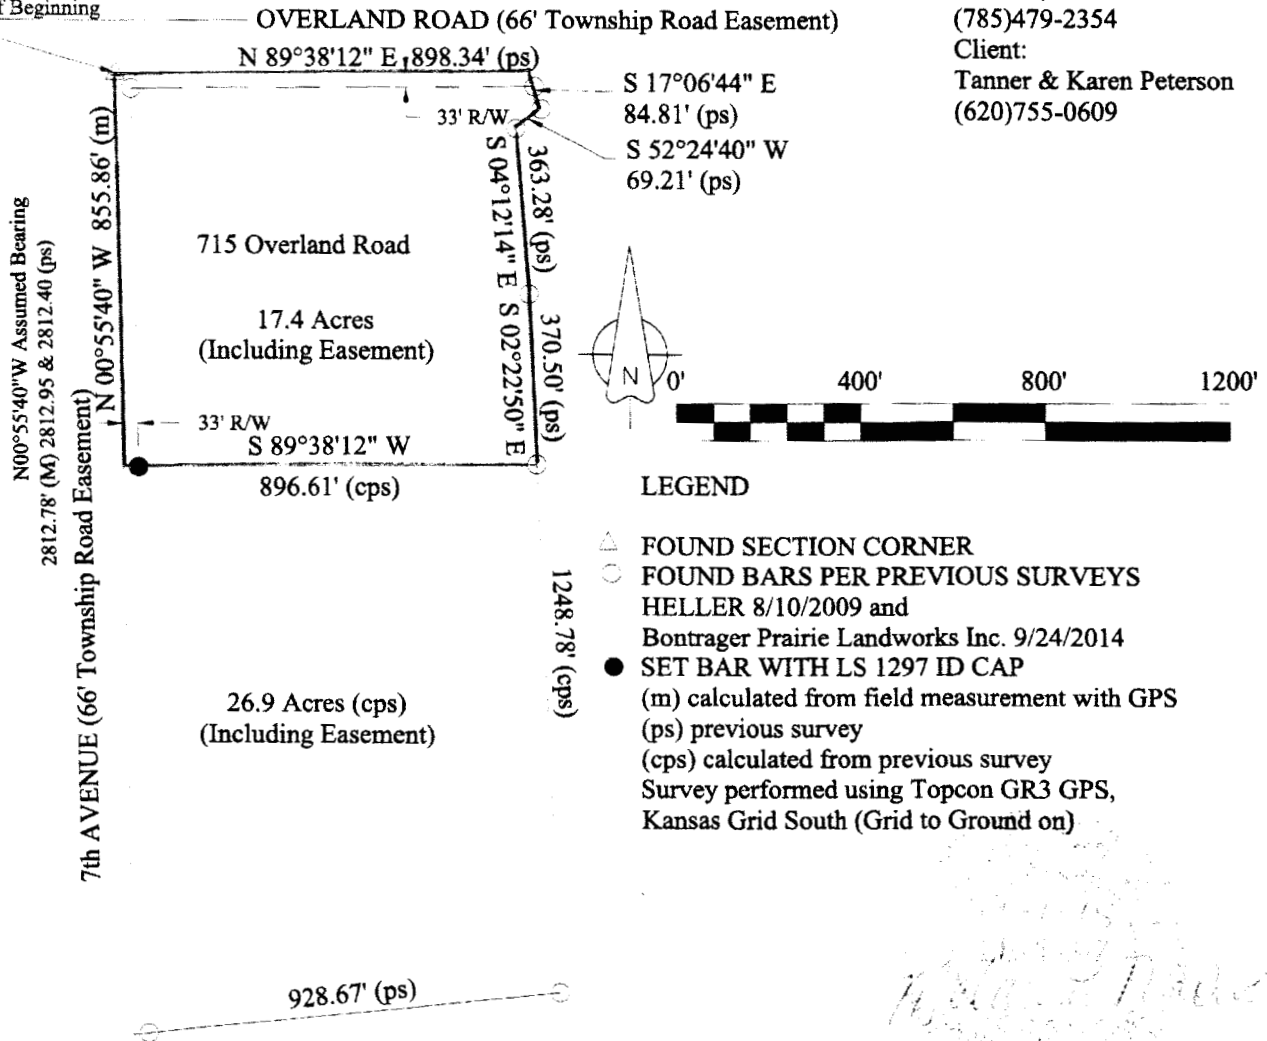 f Beginning
OVERLAND ROAD (66' Township Road Easement)
N 89°38'12" E 898.34' (ps)
(785)479-2354
Client:
Tanner & Karen Peterson
(620)755-0609
S 17°06'44" E
84.81' (ps)
33' R/W
S 52°24'40" W
69.21' (ps)
N 00°55'40" W 855.86' (m)
N00°55'40"W Assumed Bearing
2812.78' (M) 2812.95 & 2812.40 (ps)
7th AVENUE (66' Township Road Easement)
715 Overland Road
17.4 Acres
(Including Easement)
S 04°12'14" E
363.28' (ps)
S 02°22'50" E
370.50' (ps)
N
0' 400' 800' 1200'
33' R/W
S 89°38'12" W
896.61' (cps)
LEGEND
FOUND SECTION CORNER
FOUND BARS PER PREVIOUS SURVEYS
HELLER 8/10/2009 and
Bontrager Prairie Landworks Inc. 9/24/2014
SET BAR WITH LS 1297 ID CAP
(m) calculated from field measurement with GPS
(ps) previous survey
(cps) calculated from previous survey
Survey performed using Topcon GR3 GPS,
Kansas Grid South (Grid to Ground on)
1248.78' (cps)
26.9 Acres (cps)
(Including Easement)
928.67' (ps)